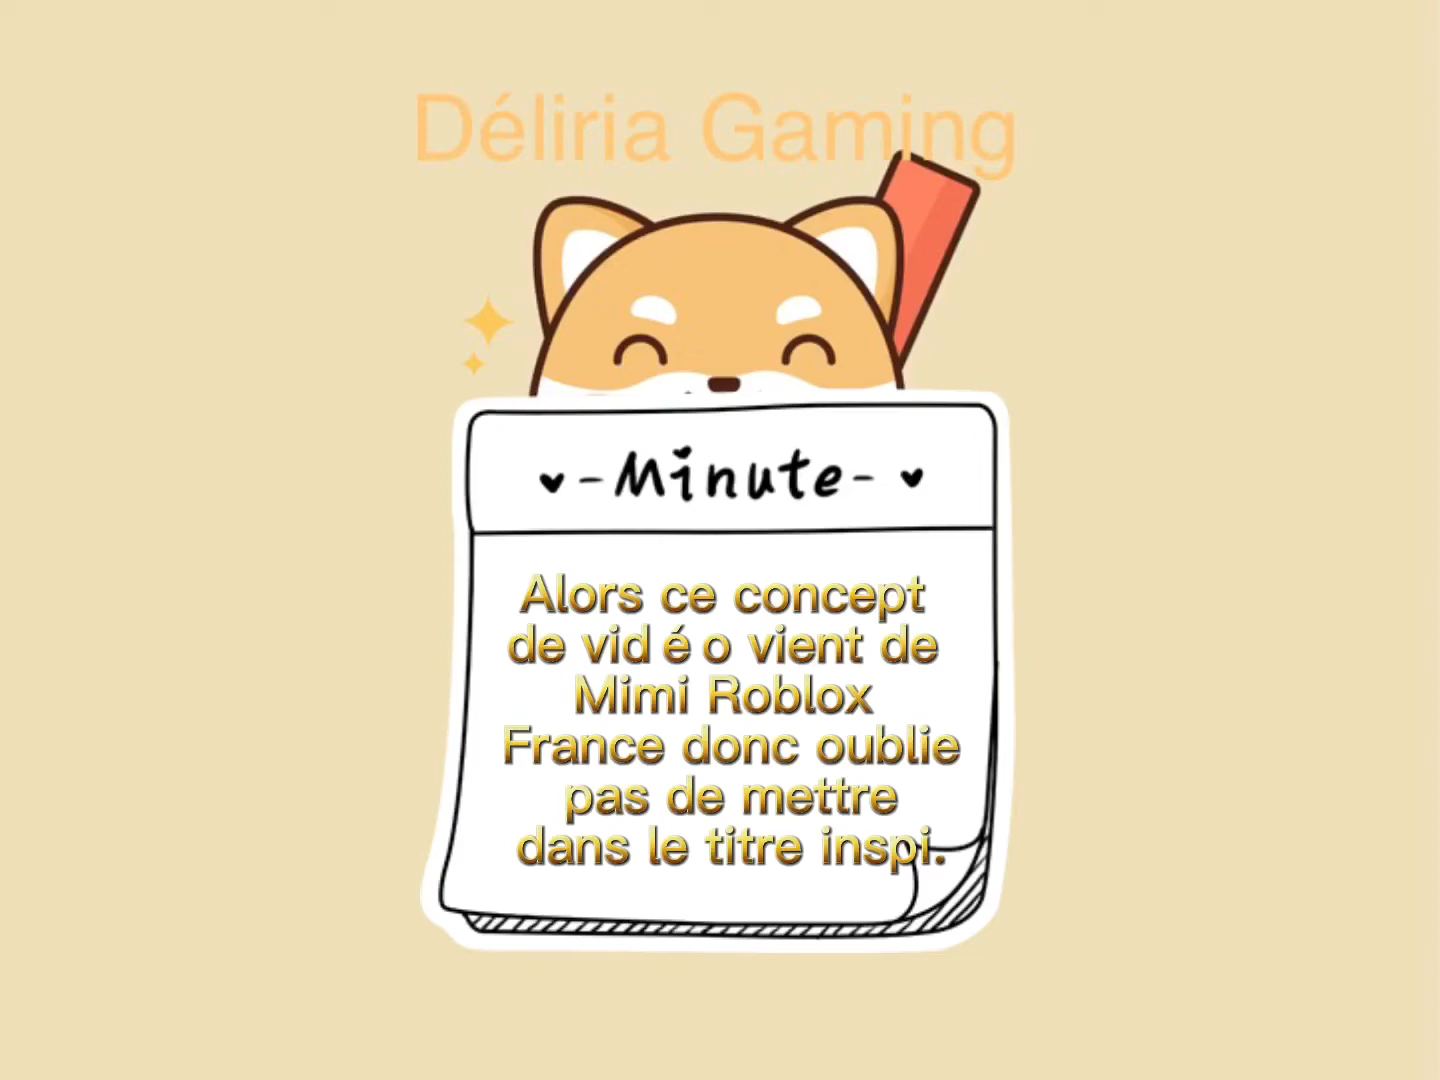 Déliria Gaming
-Minute-
Alors ce concept
de vidéo vient de
Mimi Roblox
France donc oublie
pas de mettre
dans le titre inspi.